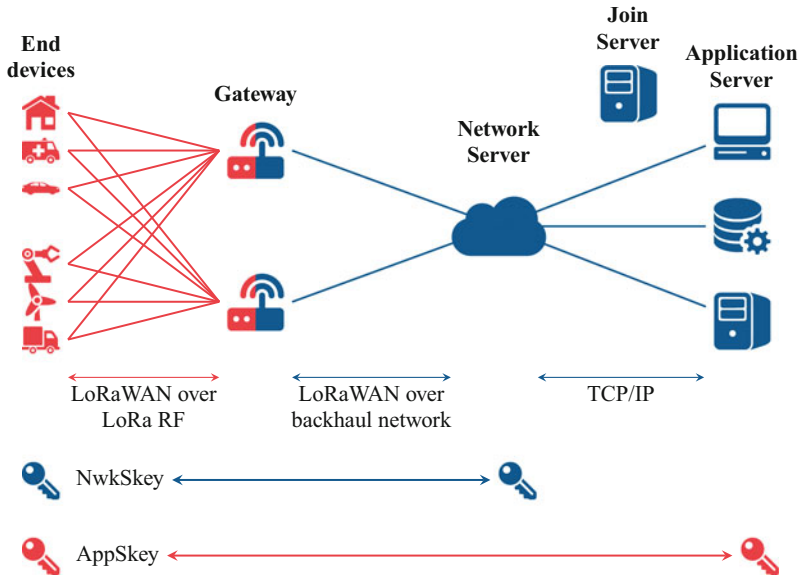 End
devices
Gateway
Network
Server
Join
Server
Application
Server
LoRaWAN over
LoRa RF
LoRaWAN over
backhaul network
TCP/IP
NwkSkey
AppSkey